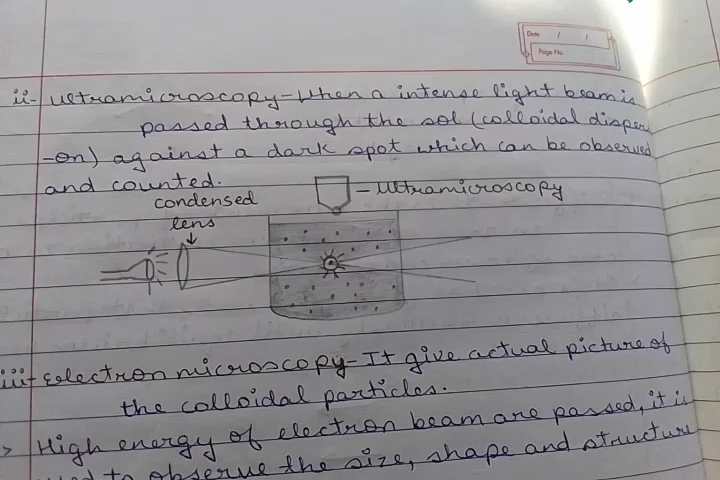 Date / /
Page No.
ii- ultramicroscopy - When a intense light beam is
passed through the sol (colloidal dispers
-on) against a dark spot which can be observed
and counted.
condensed
lens
- ultramicroscopy
iii- Electron microscopy - It give actual picture of
the colloidal particles.
> High energy of electron beam are passed, it is
to observe the size, shape and structure